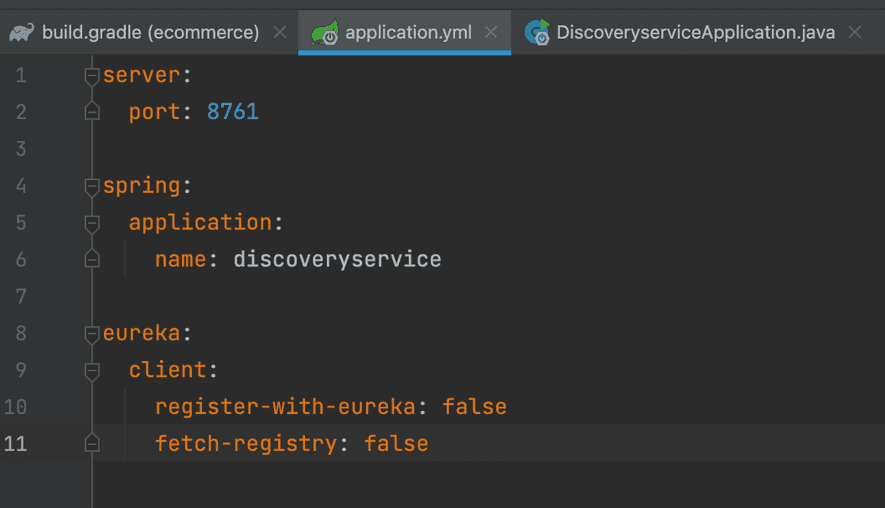 build.gradle (ecommerce) application.yml DiscoveryserviceApplication.java
1 server:
2   port: 8761
3
4 spring:
5   application:
6     name: discoveryservice
7
8 eureka:
9   client:
10     register-with-eureka: false
11     fetch-registry: false